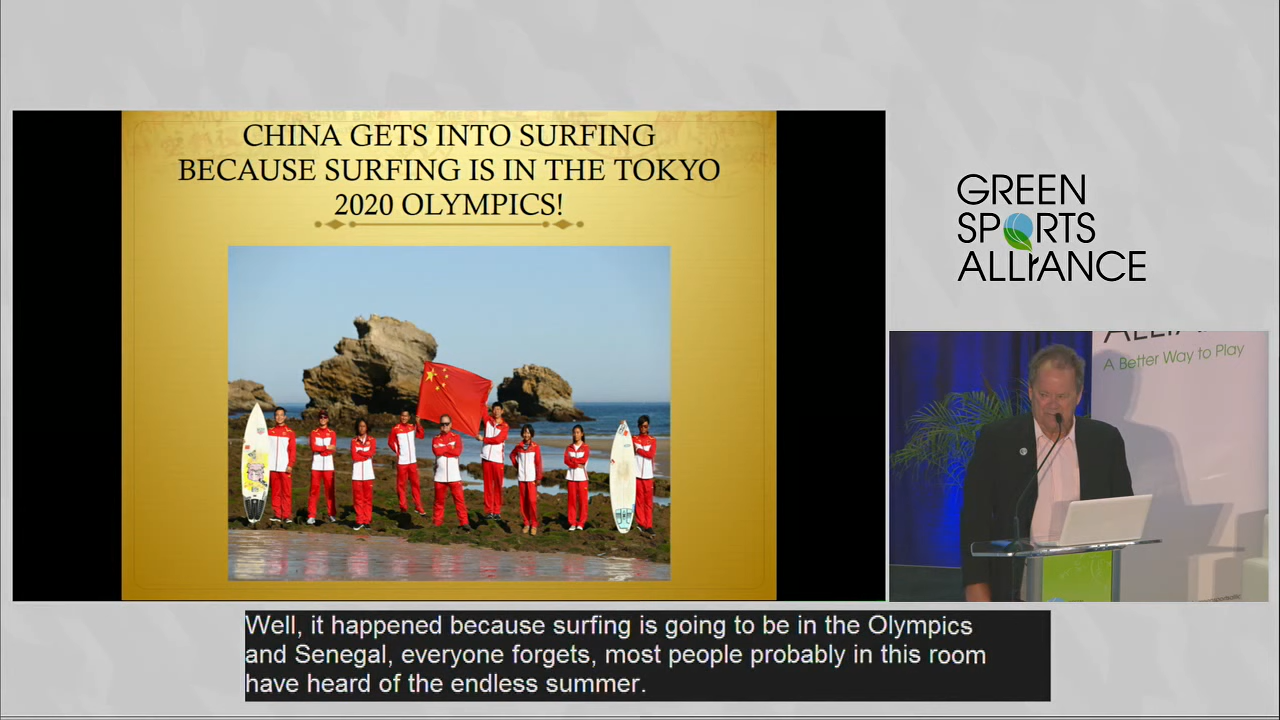 CHINA GETS INTO SURFING
BECAUSE SURFING IS IN THE TOKYO
2020 OLYMPICS!
GREEN
SPORTS
ALLIANCE
A Better Way to Play
Well, it happened because surfing is going to be in the Olympics
and Senegal, everyone forgets, most people probably in this room
have heard of the endless summer.